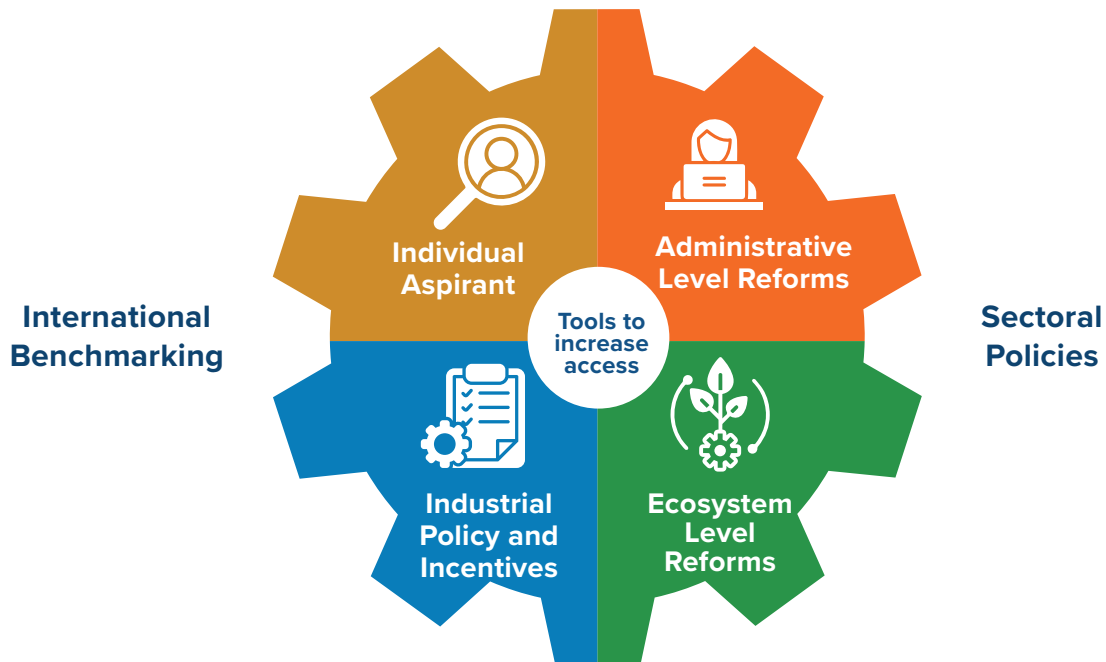 Individual
Aspirant
Administrative
Level Reforms
International
Benchmarking
Tools to
increase
access
Sectoral
Policies
Industrial
Policy and
Incentives
Ecosystem
Level
Reforms